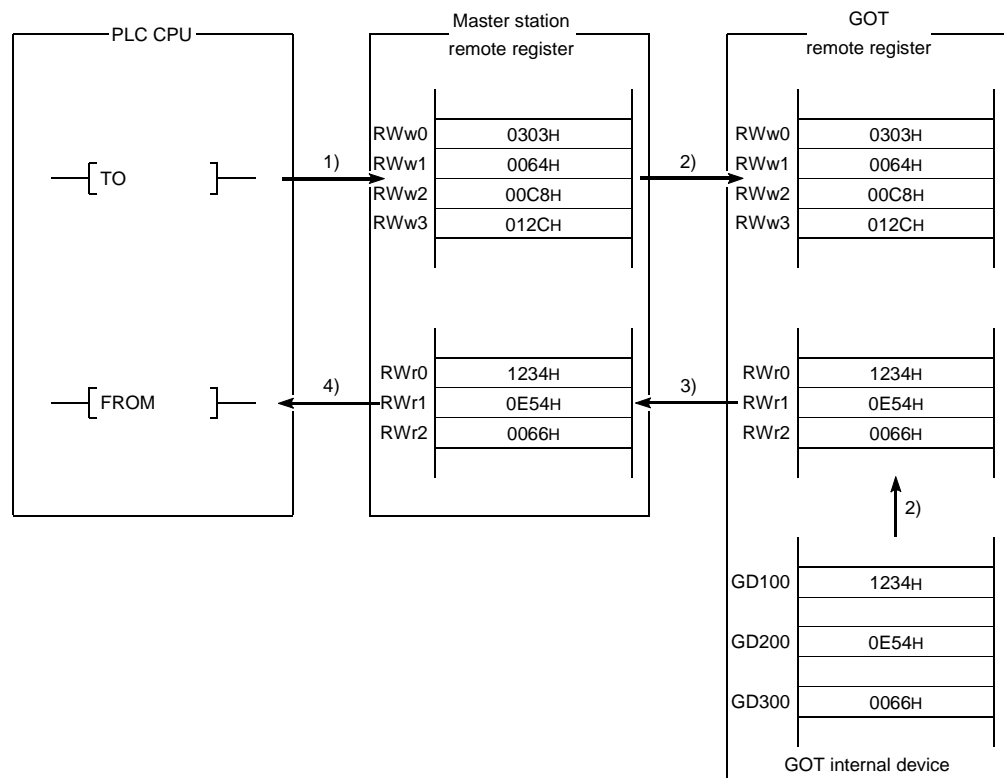 PLC CPU
Master station
remote register
GOT
remote register
RWw0 0303H
RWw1 0064H
RWw2 00C8H
RWw3 012CH
RWw0 0303H
RWw1 0064H
RWw2 00C8H
RWw3 012CH
TO
1)
2)
RWr0 1234H
RWr1 0E54H
RWr2 0066H
RWr0 1234H
RWr1 0E54H
RWr2 0066H
FROM
4)
3)
2)
GD100 1234H
GD200 0E54H
GD300 0066H
GOT internal device